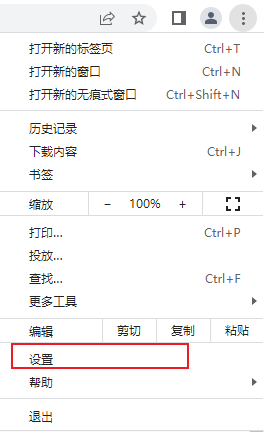 打开新的标签页 Ctrl+T
打开新的窗口 Ctrl+N
打开新的无痕式窗口 Ctrl+Shift+N
历史记录
下载内容 Ctrl+J
书签
缩放 − 100% +
打印... Ctrl+P
投放...
查找... Ctrl+F
更多工具
编辑 剪切 复制 粘贴
设置
帮助
退出